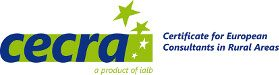 cecra
a product of ialb
Certificate for European
Consultants in Rural Areas